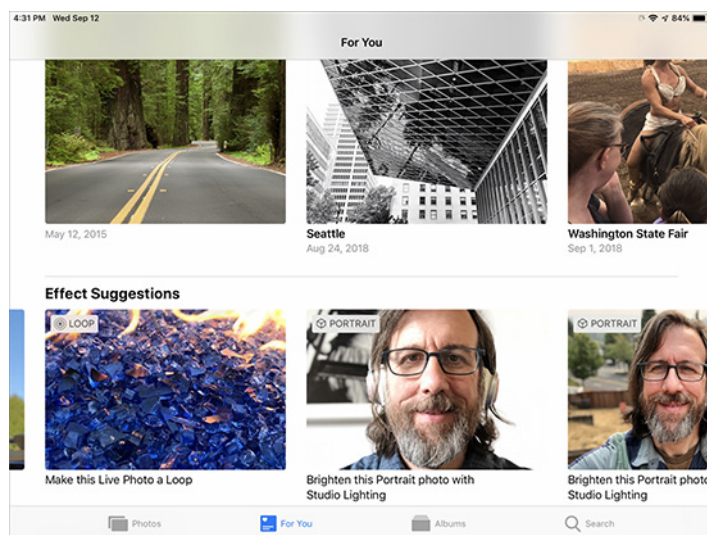 4:31 PM Wed Sep 12
84%
For You
May 12, 2015
Seattle
Aug 24, 2018
Washington State Fair
Sep 1, 2018
Effect Suggestions
LOOP
PORTRAIT
PORTRAIT
Make this Live Photo a Loop
Brighten this Portrait photo with
Studio Lighting
Brighten this Portrait photo
Studio Lighting
Photos
For You
Albums
Search